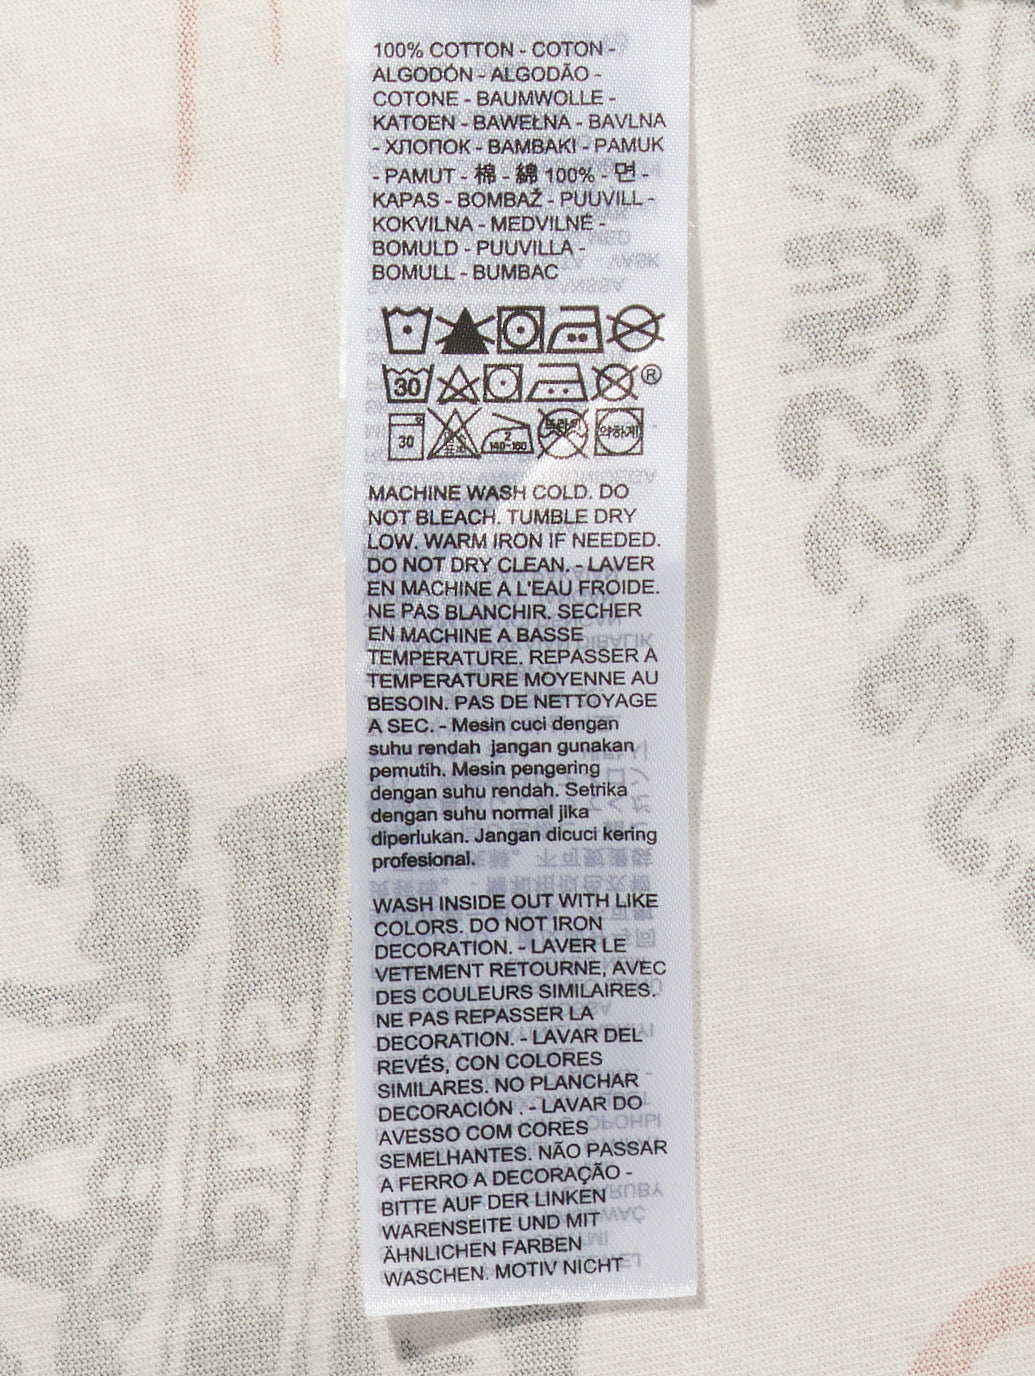 100% COTTON - COTON -
ALGODÓN - ALGODÃO -
COTONE - BAUMWOLLE -
KATOEN - BAWEŁNA - BAVLNA
- ХЛОПОК - BAMBAKI - PAMUK
- PAMUT - 棉 - 綿 100% - 면 -
KAPAS - BOMBAŽ - PUUVILL -
KOKVILNA - MEDVILNĖ -
BOMULD - PUUVILLA -
BOMULL - BUMBAC
30 ®
30 2 140-160 약하게
MACHINE WASH COLD. DO
NOT BLEACH. TUMBLE DRY
LOW. WARM IRON IF NEEDED.
DO NOT DRY CLEAN. - LAVER
EN MACHINE A L'EAU FROIDE.
NE PAS BLANCHIR. SECHER
EN MACHINE A BASSE
TEMPERATURE. REPASSER A
TEMPERATURE MOYENNE AU
BESOIN. PAS DE NETTOYAGE
A SEC. - Mesin cuci dengan
suhu rendah jangan gunakan
pemutih. Mesin pengering
dengan suhu rendah. Setrika
dengan suhu normal jika
diperlukan. Jangan dicuci kering
profesional.
WASH INSIDE OUT WITH LIKE
COLORS. DO NOT IRON
DECORATION. - LAVER LE
VETEMENT RETOURNE, AVEC
DES COULEURS SIMILAIRES.
NE PAS REPASSER LA
DECORATION. - LAVAR DEL
REVÉS, CON COLORES
SIMILARES. NO PLANCHAR
DECORACIÓN . - LAVAR DO
AVESSO COM CORES
SEMELHANTES. NÃO PASSAR
A FERRO A DECORAÇÃO -
BITTE AUF DER LINKEN
WARENSEITE UND MIT
ÄHNLICHEN FARBEN
WASCHEN. MOTIV NICHT